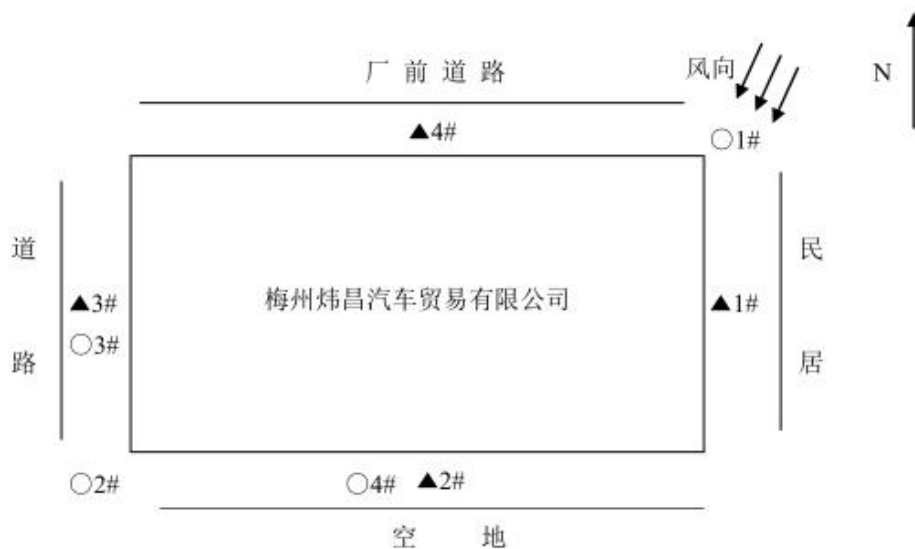 厂前道路
风向
N
▲4#
○1#
道路
民居
▲3#
梅州炜昌汽车贸易有限公司
▲1#
○3#
○2#
○4#
▲2#
空地